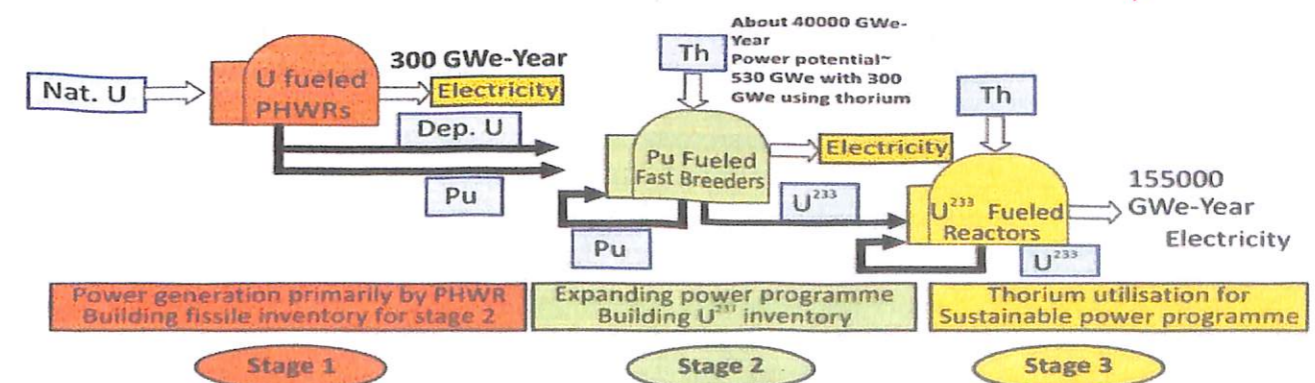 Nat. U
U fueled
PHWRs
300 GWe-Year
Electricity
Dep. U
Pu
Th
About 40000 GWe-
Year
Power potential~
530 GWe with 300
GWe using thorium
Pu Fueled
Fast Breeders
Electricity
Pu
U²³³
Th
U²³³ Fueled
Reactors
U²³³
155000
GWe-Year
Electricity
Power generation primarily by PHWR
Building fissile inventory for stage 2
Expanding power programme
Building U²³³ inventory
Thorium utilisation for
Sustainable power programme
Stage 1
Stage 2
Stage 3